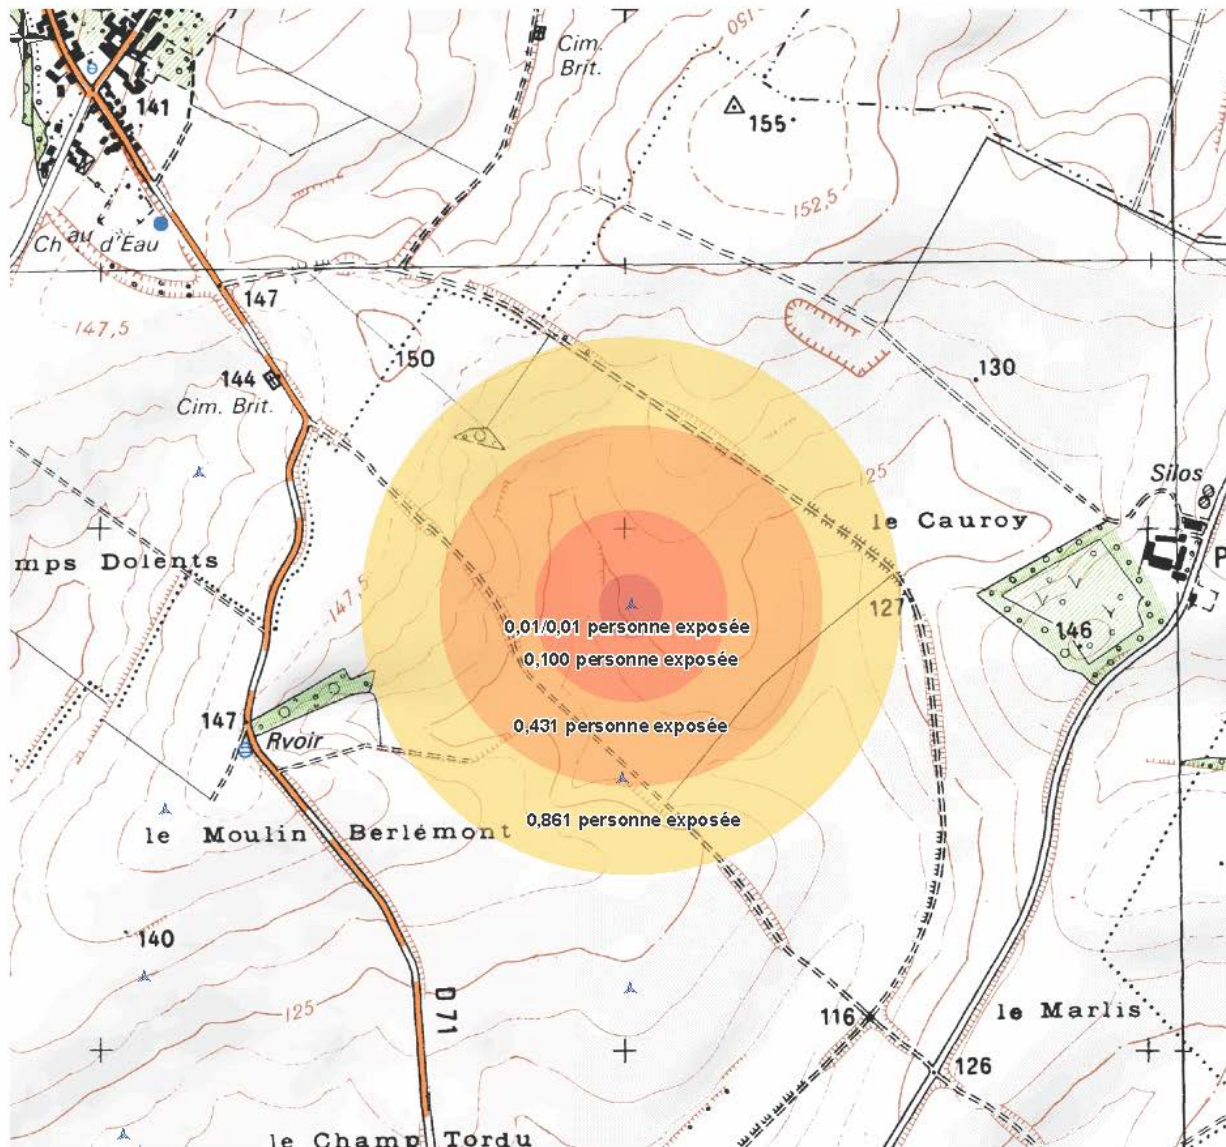 Cim.
Brit.
150
141
155
152,5
Chau d'Eau
147
147,5
150
144
Cim. Brit.
130
125
Silos
le Cauroy
P
mps Dolents
147,5
127
146
0,01/0,01 personne exposée
0,100 personne exposée
0,431 personne exposée
0,861 personne exposée
147
Rvoir
le Moulin Berlémont
140
125
D 71
116
le Marlis
126
le Champ Tordu